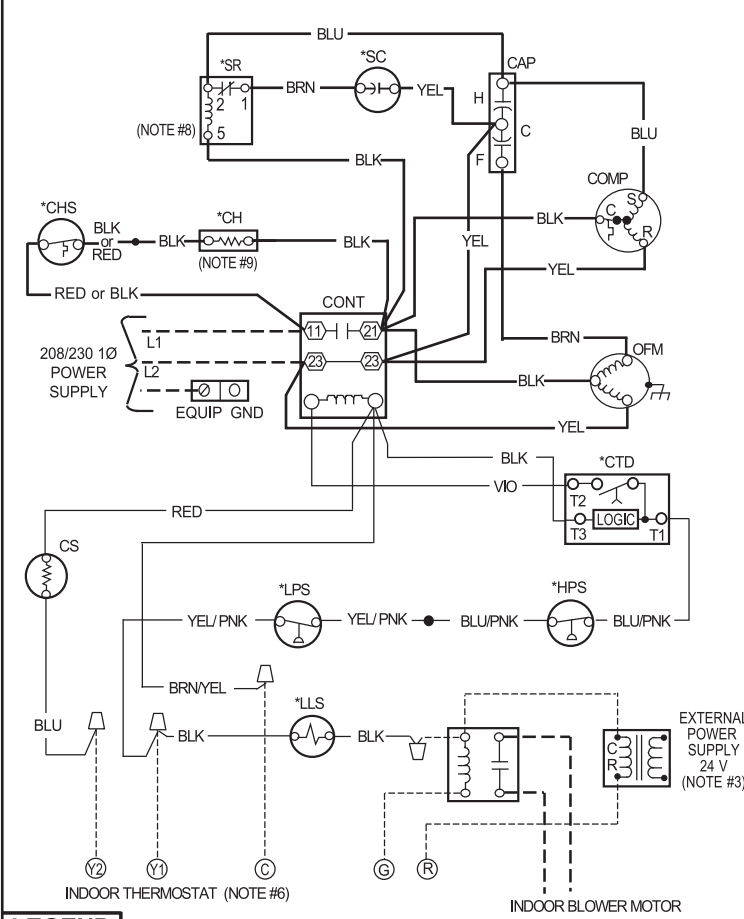 BLU
*SR
*SC
CAP
2 1
BRN
YEL
H
C
(NOTE #8)
5
BLU
F
BLK
COMP
*CHS
*CH
S
C
BLK
or
RED
BLK
BLK
BLK
R
(NOTE #9)
YEL
YEL
RED or BLK
CONT
11
21
BRN
OFM
L1
208/230 1Ø
POWER
SUPPLY
L2
23
23
BLK
EQUIP GND
YEL
BLK
*CTD
VIO
T2
RED
LOGIC
T3
T1
CS
*LPS
*HPS
YEL/ PNK
YEL/ PNK
BLU/PNK
BLU/PNK
BRN/YEL
*LLS
BLU
BLK
BLK
EXTERNAL
POWER
SUPPLY
24 V
(NOTE #3)
C
R
Y2
Y1
C
G
R
INDOOR THERMOSTAT (NOTE #6)
INDOOR BLOWER MOTOR